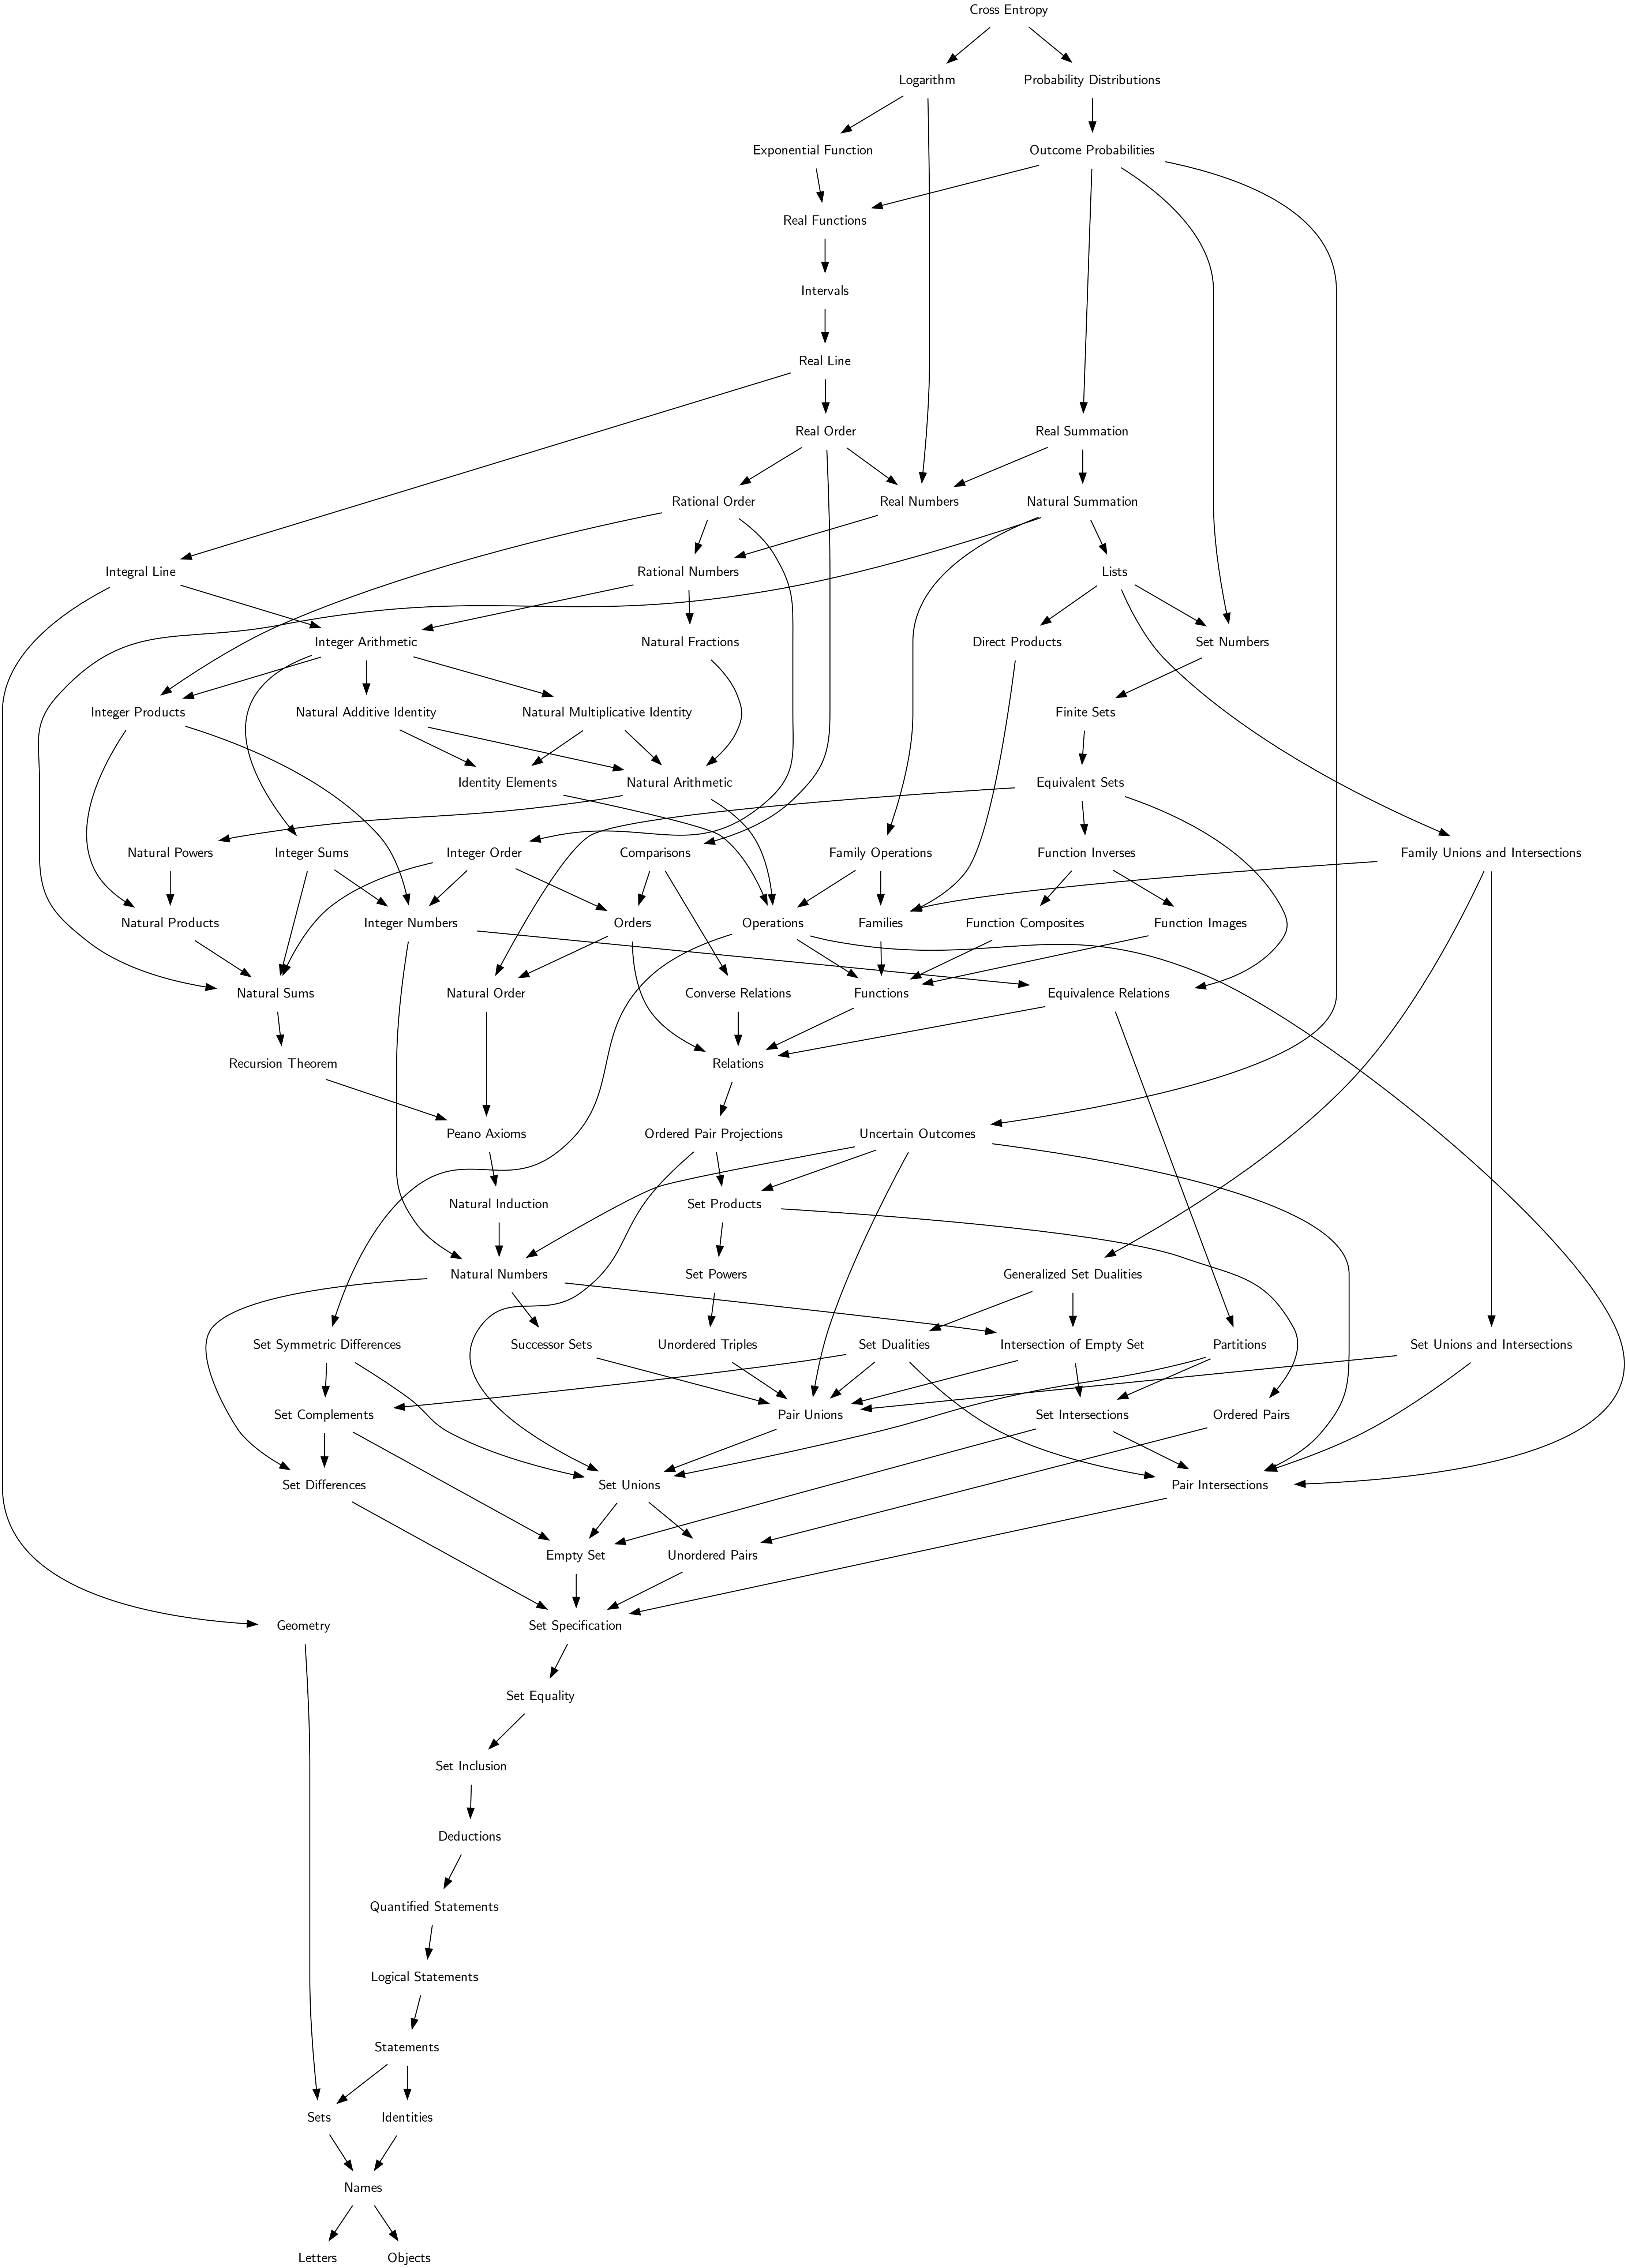 Cross Entropy
Logarithm
Probability Distributions
Exponential Function
Outcome Probabilities
Real Functions
Intervals
Real Line
Real Order
Real Summation
Rational Order
Real Numbers
Natural Summation
Integral Line
Rational Numbers
Lists
Integer Arithmetic
Natural Fractions
Direct Products
Set Numbers
Integer Products
Natural Additive Identity
Natural Multiplicative Identity
Finite Sets
Identity Elements
Natural Arithmetic
Equivalent Sets
Natural Powers
Integer Sums
Integer Order
Comparisons
Family Operations
Function Inverses
Family Unions and Intersections
Natural Products
Integer Numbers
Orders
Operations
Families
Function Composites
Function Images
Natural Sums
Natural Order
Converse Relations
Functions
Equivalence Relations
Recursion Theorem
Relations
Peano Axioms
Ordered Pair Projections
Uncertain Outcomes
Natural Induction
Set Products
Natural Numbers
Set Powers
Generalized Set Dualities
Set Symmetric Differences
Successor Sets
Unordered Triples
Set Dualities
Intersection of Empty Set
Partitions
Set Unions and Intersections
Set Complements
Pair Unions
Set Intersections
Ordered Pairs
Set Differences
Set Unions
Pair Intersections
Empty Set
Unordered Pairs
Geometry
Set Specification
Set Equality
Set Inclusion
Deductions
Quantified Statements
Logical Statements
Statements
Sets
Identities
Names
Letters
Objects